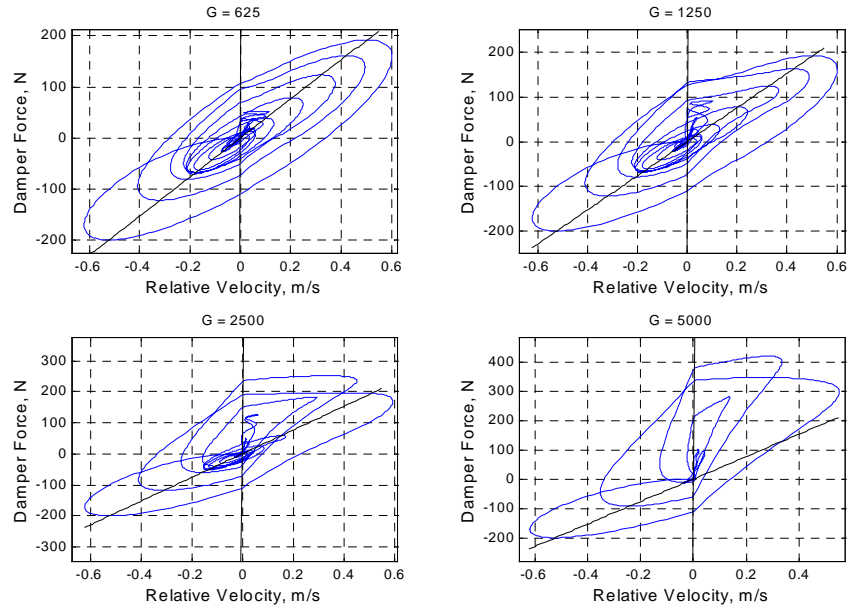 G = 625
200
100
0
-100
-200
Damper Force, N
-0.6 -0.4 -0.2 0 0.2 0.4 0.6
Relative Velocity, m/s
G = 1250
200
100
0
-100
-200
Damper Force, N
-0.6 -0.4 -0.2 0 0.2 0.4 0.6
Relative Velocity, m/s
G = 2500
300
200
100
0
-100
-200
-300
Damper Force, N
-0.6 -0.4 -0.2 0 0.2 0.4 0.6
Relative Velocity, m/s
G = 5000
400
300
200
100
0
-100
-200
Damper Force, N
-0.6 -0.4 -0.2 0 0.2 0.4
Relative Velocity, m/s